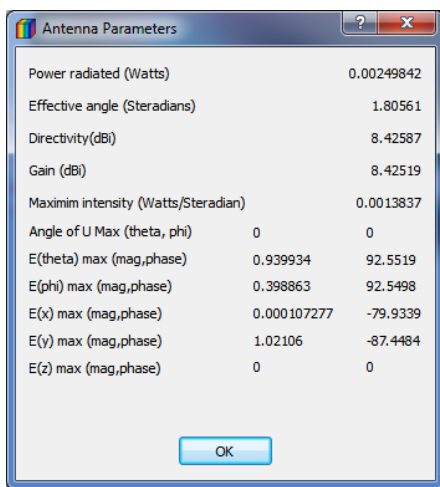 Antenna Parameters ? X
Power radiated (Watts) 0.00249842
Effective angle (Steradians) 1.80561
Directivity(dBi) 8.42587
Gain (dBi) 8.42519
Maximim intensity (Watts/Steradian) 0.0013837
Angle of U Max (theta, phi) 0 0
E(theta) max (mag,phase) 0.939934 92.5519
E(phi) max (mag,phase) 0.398863 92.5498
E(x) max (mag,phase) 0.000107277 -79.9339
E(y) max (mag,phase) 1.02106 -87.4484
E(z) max (mag,phase) 0 0
OK